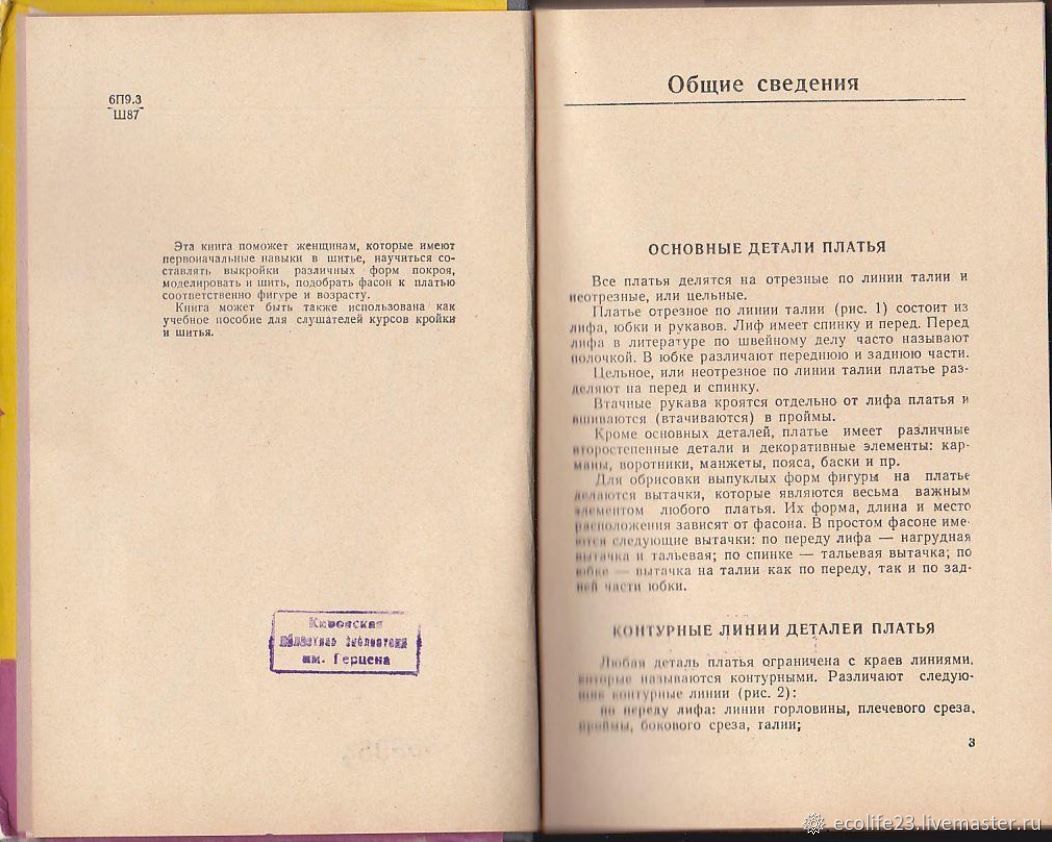 6П9.3
Ш87
Эта книга поможет женщинам, которые имеют
первоначальные навыки в шитье, научиться со-
ставлять выкройки различных форм покроя,
моделировать и шить, подобрать фасон к платью
соответственно фигуре и возрасту.
Книга может быть также использована как
учебное пособие для слушателей курсов кройки
и шитья.
Кировская
областная библиотека
им. Герцена
Общие сведения
ОСНОВНЫЕ ДЕТАЛИ ПЛАТЬЯ
Все платья делятся на отрезные по линии талии и
неотрезные, или цельные.
Платье отрезное по линии талии (рис. 1) состоит из
лифа, юбки и рукавов. Лиф имеет спинку и перед. Перед
лифа в литературе по швейному делу часто называют
полочкой. В юбке различают переднюю и заднюю части.
Цельное, или неотрезное по линии талии платье раз-
деляют на перед и спинку.
Втачные рукава кроятся отдельно от лифа платья и
вшиваются (втачиваются) в проймы.
Кроме основных деталей, платье имеет различные
второстепенные детали и декоративные элементы: кар-
маны, воротники, манжеты, пояса, баски и пр.
Для обрисовки выпуклых форм фигуры на платье
делаются вытачки, которые являются весьма важным
элементом любого платья. Их форма, длина и место
расположения зависят от фасона. В простом фасоне име-
ются следующие вытачки: по переду лифа — нагрудная
вытачка и тальевая; по спинке — тальевая вытачка; по
юбке — вытачка на талии как по переду, так и по зад-
ней части юбки.
КОНТУРНЫЕ ЛИНИИ ДЕТАЛЕЙ ПЛАТЬЯ
Любая деталь платья ограничена с краев линиями,
которые называются контурными. Различают следую-
щие контурные линии (рис. 2):
по переду лифа: линии горловины, плечевого среза,
проймы, бокового среза, талии;
3
ecolife23.livemaster.ru